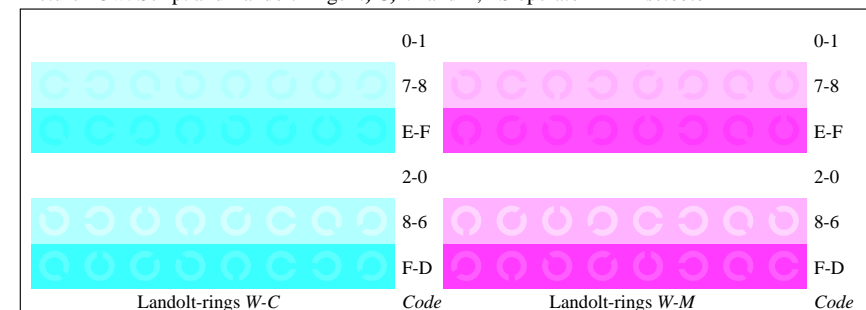 0-1 0-1
7-8 7-8
E-F E-F
2-0 2-0
8-6 8-6
F-D F-D
Landolt-rings W-C Code Landolt-rings W-M Code